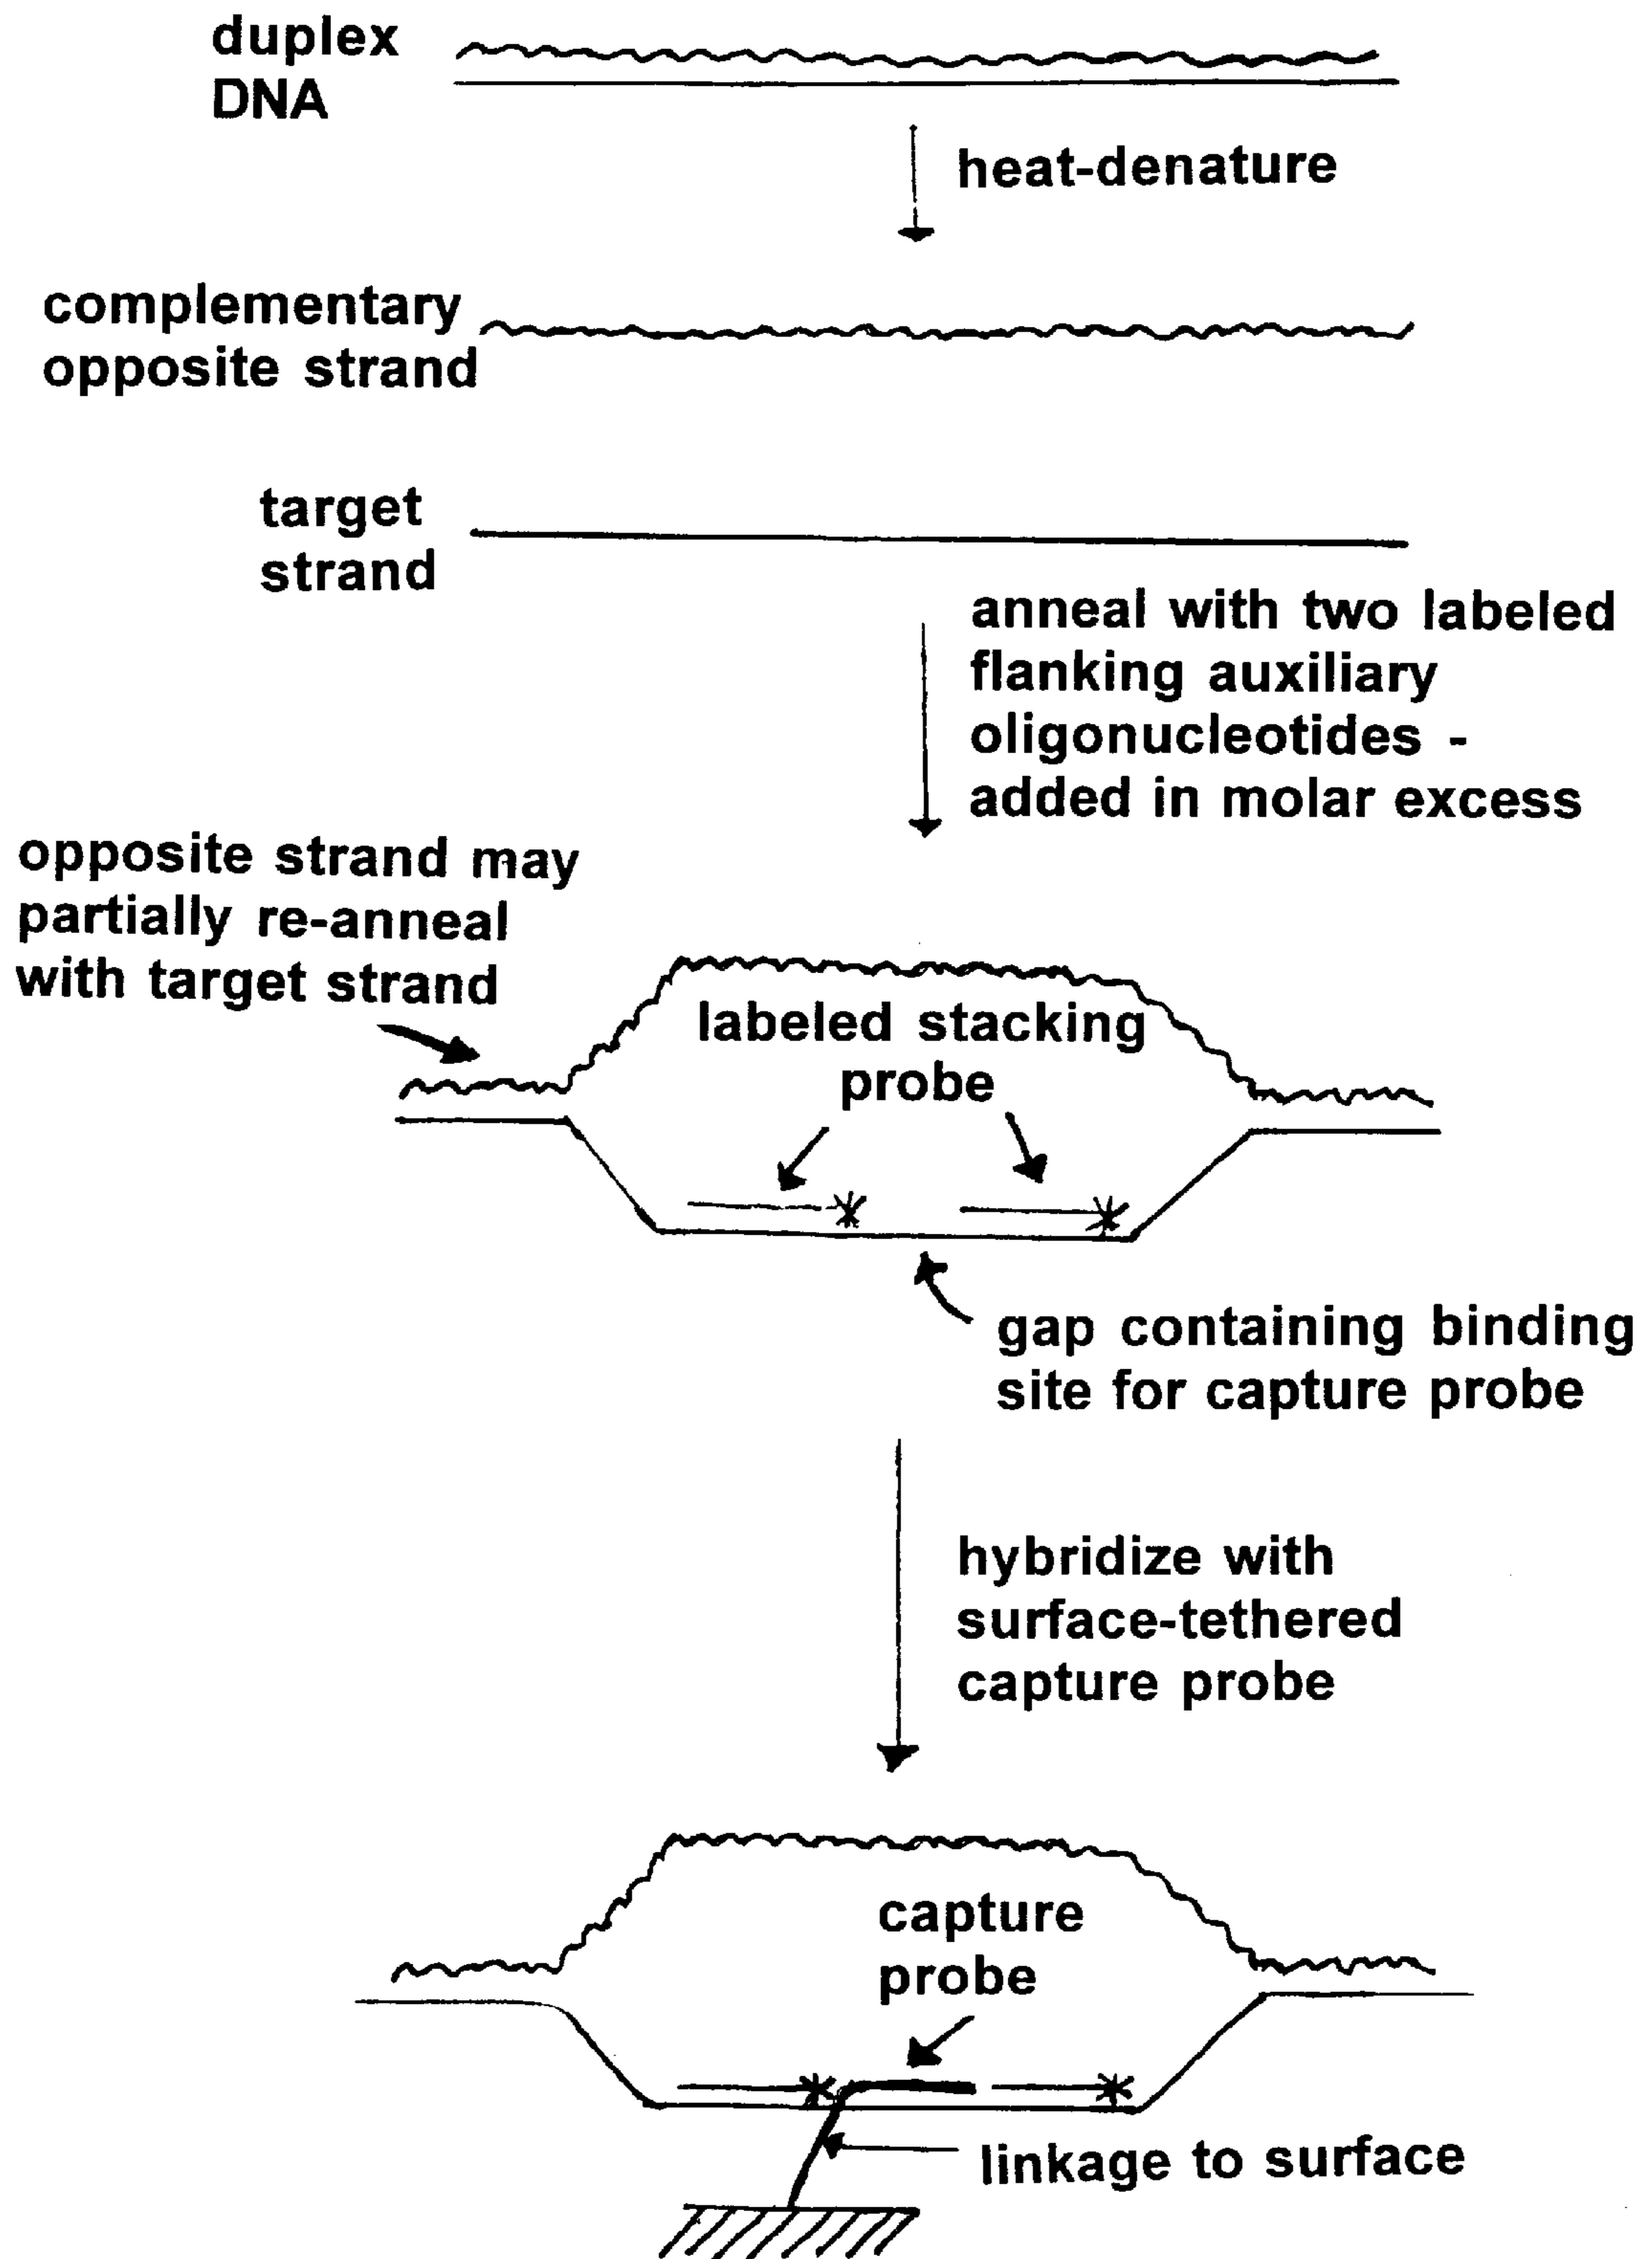 duplex
DNA
heat-denature
complementary
opposite strand
target
strand
anneal with two labeled
flanking auxiliary
oligonucleotides -
added in molar excess
opposite strand may
partially re-anneal
with target strand
labeled stacking
probe
gap containing binding
site for capture probe
hybridize with
surface-tethered
capture probe
capture
probe
linkage to surface